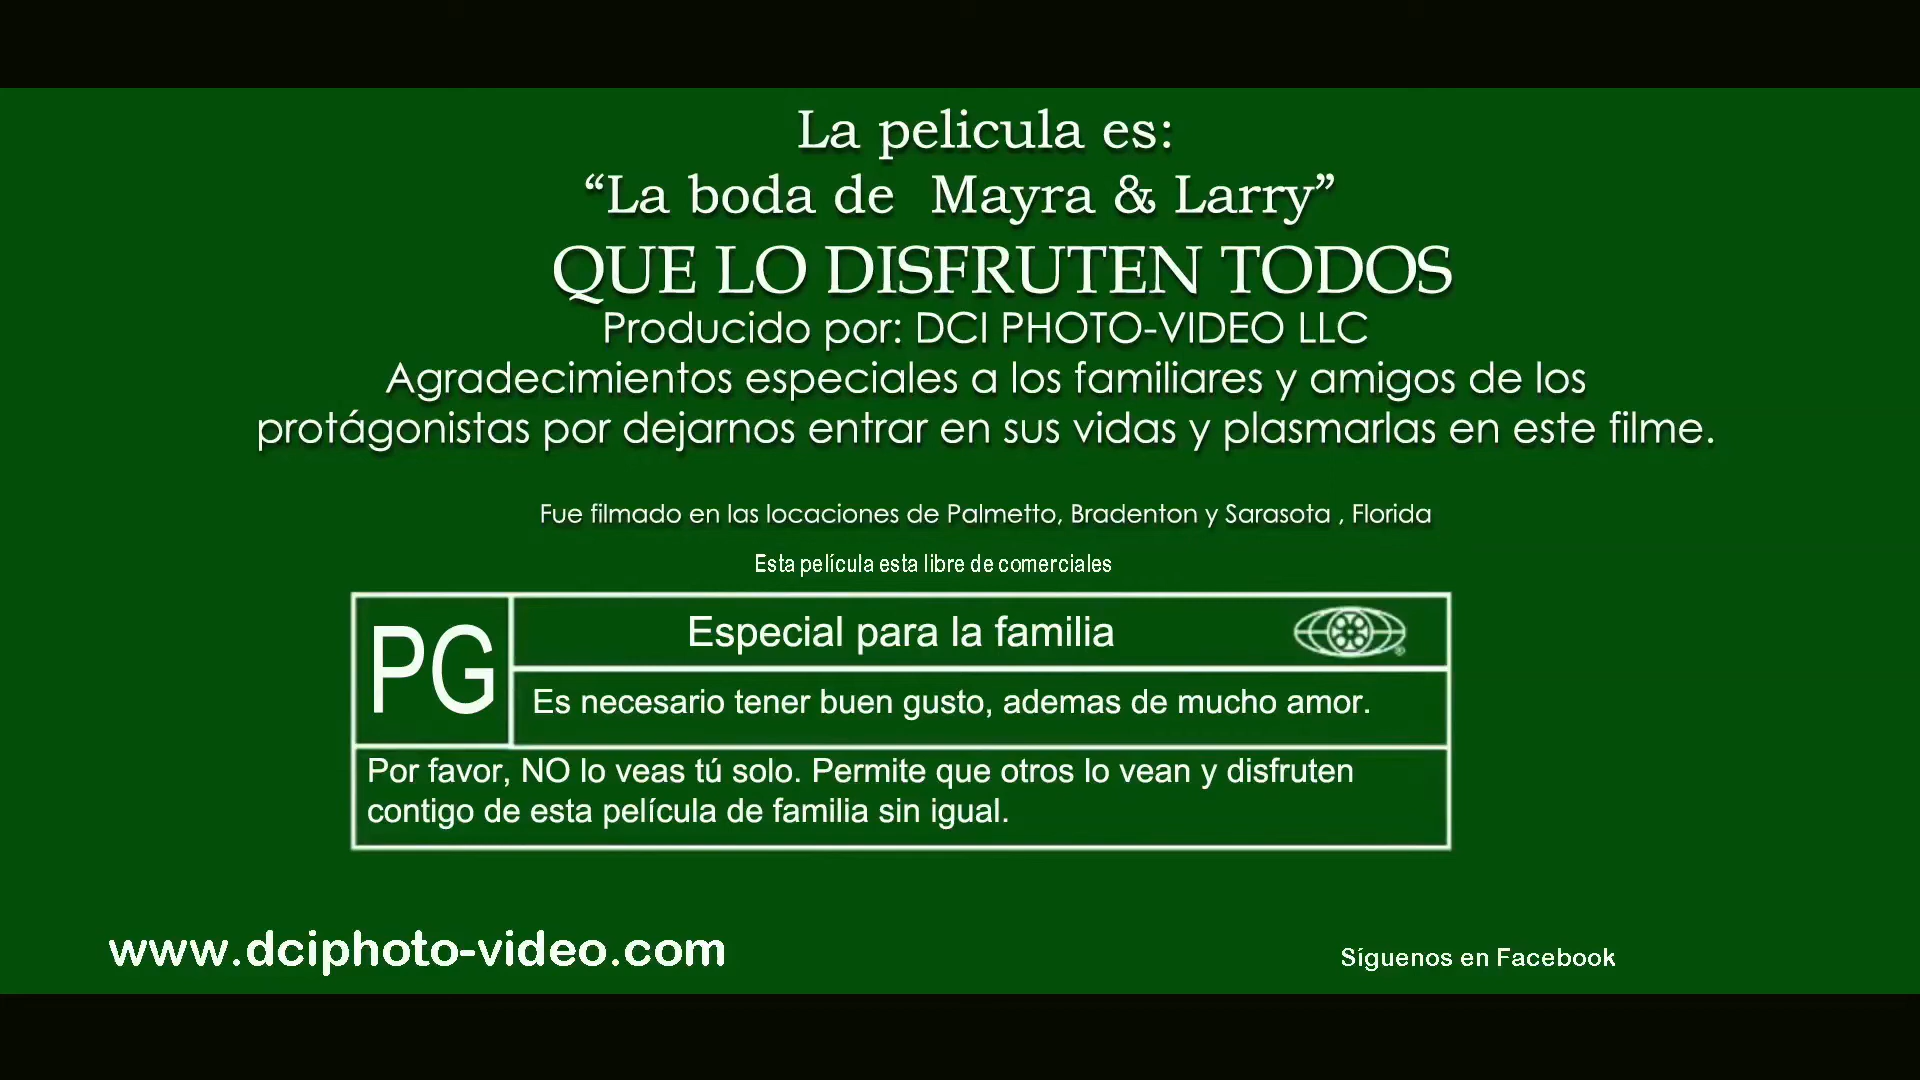 La pelicula es:
“La boda de Mayra & Larry”
QUE LO DISFRUTEN TODOS
Producido por: DCI PHOTO-VIDEO LLC
Agradecimientos especiales a los familiares y amigos de los
protágonistas por dejarnos entrar en sus vidas y plasmarlas en este filme.
Fue filmado en las locaciones de Palmetto, Bradenton y Sarasota , Florida
Esta película esta libre de comerciales
PG
Especial para la familia
®
Es necesario tener buen gusto, ademas de mucho amor.
Por favor, NO lo veas tú solo. Permite que otros lo vean y disfruten
contigo de esta película de familia sin igual.
www.dciphoto-video.com
Síguenos en Facebook